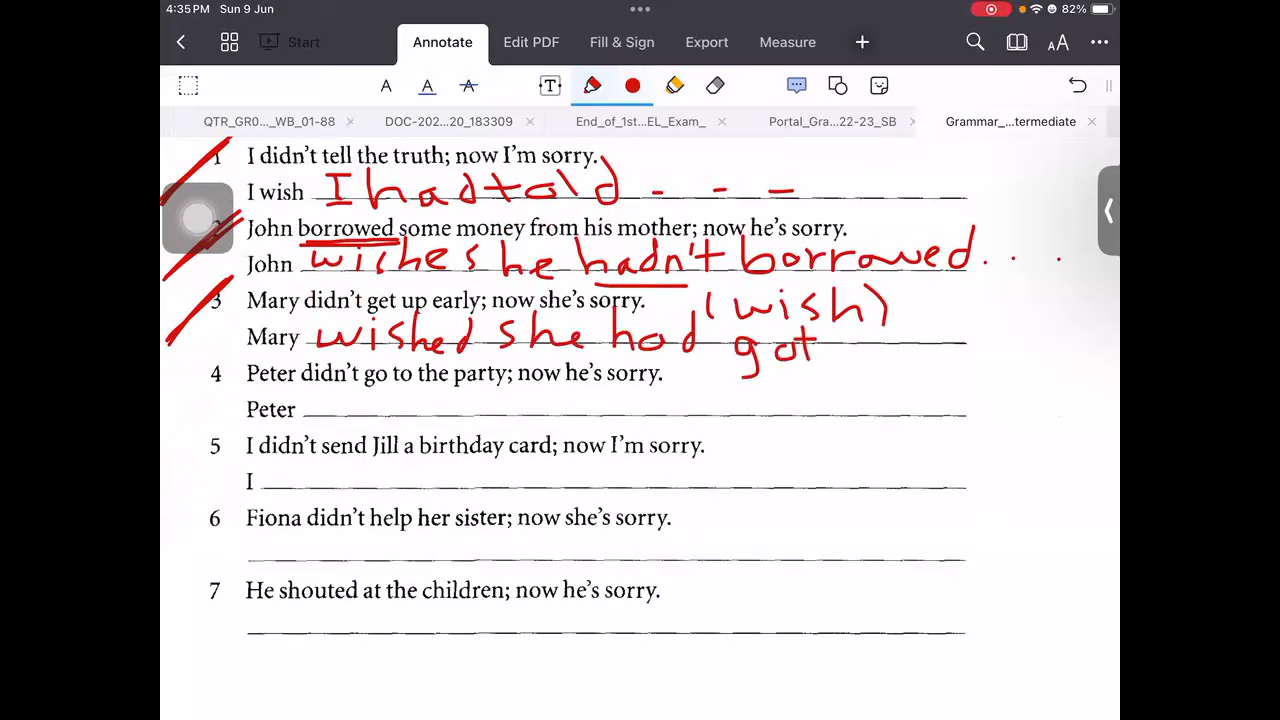 4:35 PM Sun 9 Jun 82%
Start Annotate Edit PDF Fill & Sign Export Measure
QTR_GR0..._WB_01-88 DOC-202...20_183309 End_of_1st...EL_Exam_ Portal_Gra...22-23_SB Grammar_...termediate
1 I didn't tell the truth; now I'm sorry.
I wish I had told - - -
2 John borrowed some money from his mother; now he's sorry.
John wishes he hadn't borrowed. . . .
3 Mary didn't get up early; now she's sorry. (wish)
Mary wished she had got
4 Peter didn't go to the party; now he's sorry.
Peter
5 I didn't send Jill a birthday card; now I'm sorry.
I
6 Fiona didn't help her sister; now she's sorry.
7 He shouted at the children; now he's sorry.